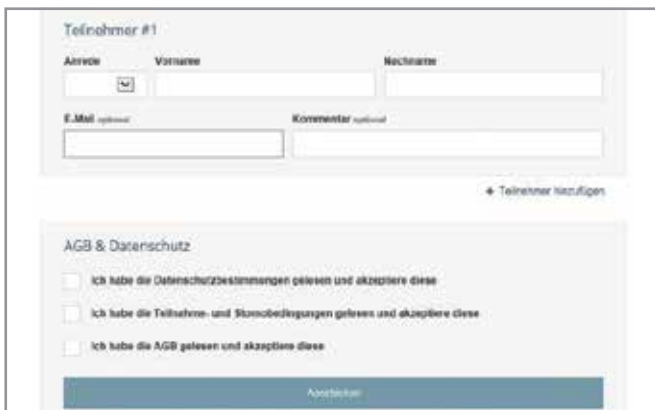 Teilnehmer #1
Anrede Vorname Nachname
E-Mail optional Kommentar optional
+ Teilnehmer hinzufügen
AGB & Datenschutz
Ich habe die Datenschutzbestimmungen gelesen und akzeptiere diese
Ich habe die Teilnahme- und Stornobedingungen gelesen und akzeptiere diese
Ich habe die AGB gelesen und akzeptiere diese
Abschicken